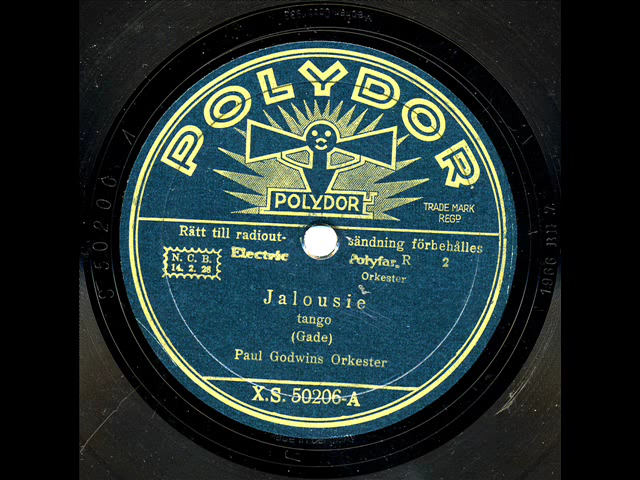 POLYDOR
POLYDOR
TRADE MARK
REGD
Rätt till radiout- sändning förbehålles
N. C. B. Electric Polyfar. R 2
14. 2. 28
Orkester
Jalousie
tango
(Gade)
Paul Godwins Orkester
X.S. 50206-A
S 50206 A